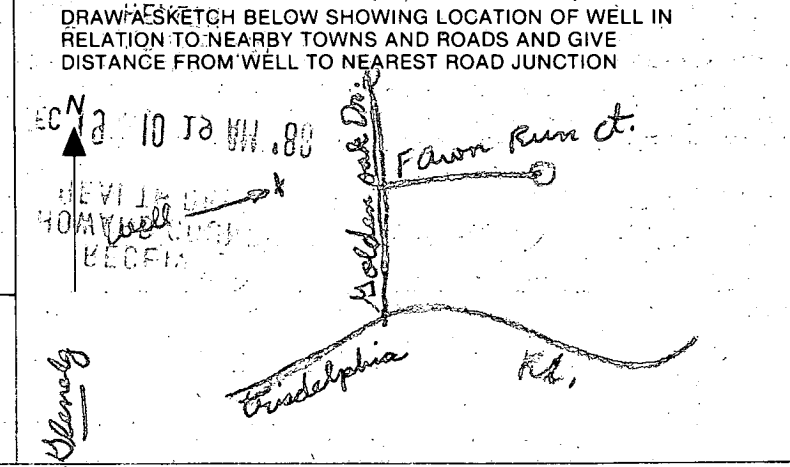 DRAW A SKETCH BELOW SHOWING LOCATION OF WELL IN
RELATION TO NEARBY TOWNS AND ROADS AND GIVE
DISTANCE FROM WELL TO NEAREST ROAD JUNCTION
N
Fawn Run Ct.
Golden Oak Dr.
Well
X
Triadelphia Rd.
Glenelg